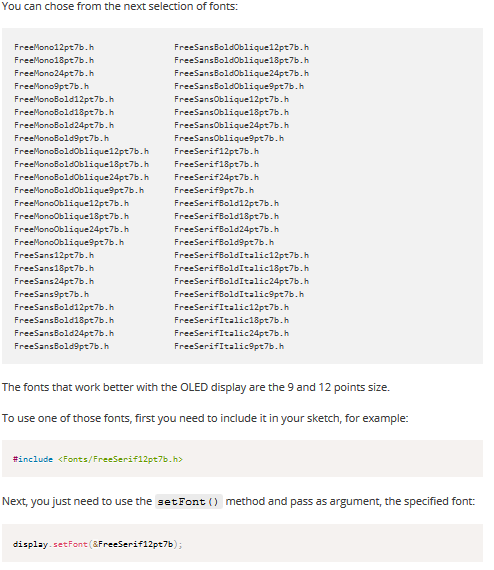 You can chose from the next selection of fonts:
FreeMono12pt7b.h FreeSansBoldOblique12pt7b.h
FreeMono18pt7b.h FreeSansBoldOblique18pt7b.h
FreeMono24pt7b.h FreeSansBoldOblique24pt7b.h
FreeMono9pt7b.h FreeSansBoldOblique9pt7b.h
FreeMonoBold12pt7b.h FreeSansOblique12pt7b.h
FreeMonoBold18pt7b.h FreeSansOblique18pt7b.h
FreeMonoBold24pt7b.h FreeSansOblique24pt7b.h
FreeMonoBold9pt7b.h FreeSansOblique9pt7b.h
FreeMonoBoldOblique12pt7b.h FreeSerif12pt7b.h
FreeMonoBoldOblique18pt7b.h FreeSerif18pt7b.h
FreeMonoBoldOblique24pt7b.h FreeSerif24pt7b.h
FreeMonoBoldOblique9pt7b.h FreeSerif9pt7b.h
FreeMonoOblique12pt7b.h FreeSerifBold12pt7b.h
FreeMonoOblique18pt7b.h FreeSerifBold18pt7b.h
FreeMonoOblique24pt7b.h FreeSerifBold24pt7b.h
FreeMonoOblique9pt7b.h FreeSerifBold9pt7b.h
FreeSans12pt7b.h FreeSerifBoldItalic12pt7b.h
FreeSans18pt7b.h FreeSerifBoldItalic18pt7b.h
FreeSans24pt7b.h FreeSerifBoldItalic24pt7b.h
FreeSans9pt7b.h FreeSerifBoldItalic9pt7b.h
FreeSansBold12pt7b.h FreeSerifItalic12pt7b.h
FreeSansBold18pt7b.h FreeSerifItalic18pt7b.h
FreeSansBold24pt7b.h FreeSerifItalic24pt7b.h
FreeSansBold9pt7b.h FreeSerifItalic9pt7b.h
The fonts that work better with the OLED display are the 9 and 12 points size.
To use one of those fonts, first you need to include it in your sketch, for example:
#include <Fonts/FreeSerif12pt7b.h>
Next, you just need to use the setFont() method and pass as argument, the specified font:
display.setFont(&FreeSerif12pt7b);